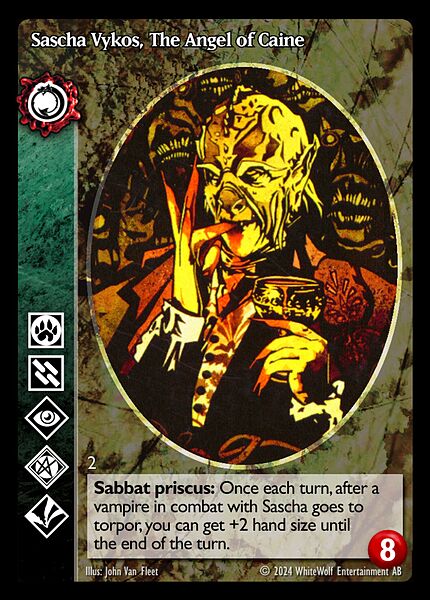 Sascha Vykos, The Angel of Caine
2
Sabbat priscus: Once each turn, after a
vampire in combat with Sascha goes to
torpor, you can get +2 hand size until
the end of the turn.
8
Illus: John Van Fleet
© 2024 WhiteWolf Entertainment AB